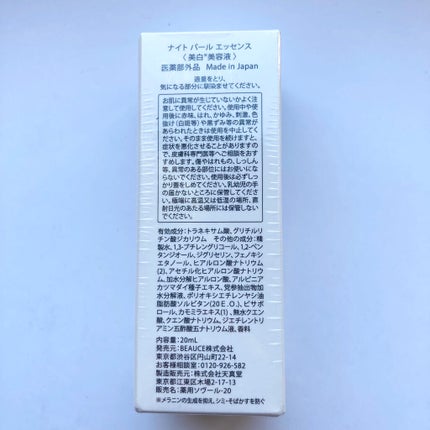 ナイト パール エッセンス
〈 美白*美容液 〉
医薬部外品　Made in Japan
適量をとり、
気になる部分に馴染ませてください。
お肌に異常が生じていないかよく注
意して使用してください。使用中や使
用後に赤味、はれ、かゆみ、刺激、色
抜け(白斑等)や黒ずみ等の異常が
あらわれたときは使用を中止してく
ださい。そのまま使用を続けますと、
症状を悪化させることがありますの
で、皮膚科専門医等へご相談をおす
すめします。傷やはれもの、しっしん
等、異常のある部位にはお使いにな
らないでください。使用後は必ずしっ
かり蓋をしめてください。乳幼児の手
の届かないところに保管してくださ
い。極端に高温又は低温の場所、直
射日光のあたる場所には保管しない
でください。
有効成分：トラネキサム酸、グリチルリ
チン酸ジカリウム　その他の成分：精
製水、1,3-ブチレングリコール、1,2-ペン
タンジオール、ジグリセリン、フェノキシ
エタノール、ヒアルロン酸ナトリウム
(2)、アセチル化ヒアルロン酸ナトリウ
ム、加水分解ヒアルロン酸、アルピニア
カツマダイ種子エキス、党参抽出物加
水分解液、ポリオキシエチレンヤシ油
脂肪酸ソルビタン(20E.O.)、ビサボ
ロール、カモミラエキス(1)、無水クエン
酸、クエン酸ナトリウム、ジエチレントリ
アミン五酢酸五ナトリウム液、香料
内容量：20mL
発売元：BEAUCE株式会社
東京都渋谷区円山町22-14
お客様相談室：0120-926-582
製造販売元：株式会社天真堂
東京都江東区木場2-17-13
販売名：薬用ソヴール-20
※メラニンの生成を抑え、シミ・そばかすを防ぐ